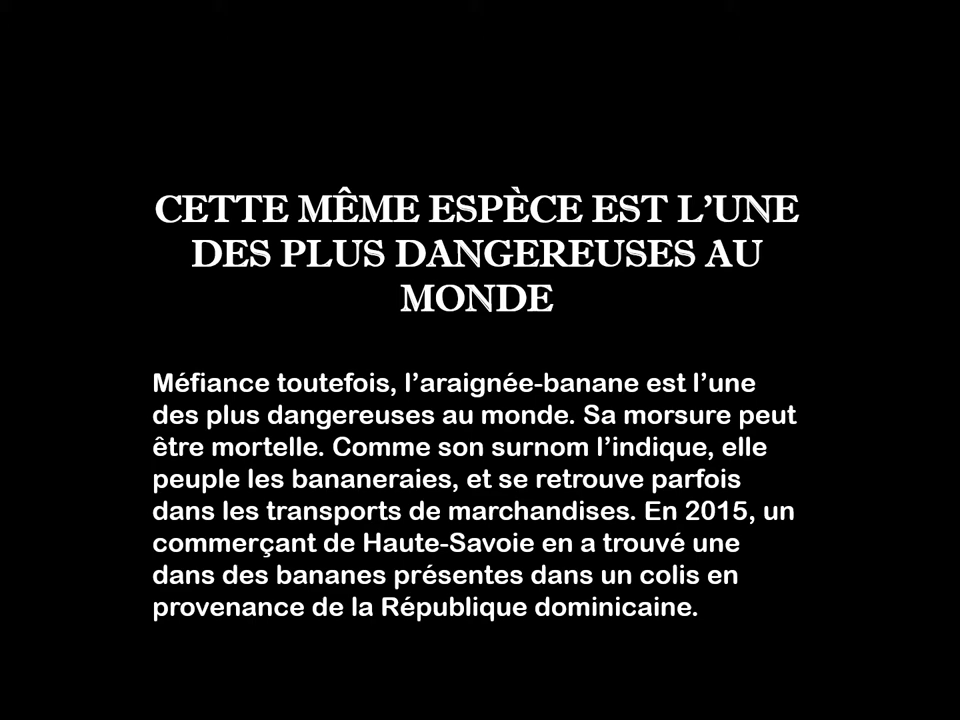 CETTE MÊME ESPÈCE EST L’UNE
DES PLUS DANGEREUSES AU
MONDE
Méfiance toutefois, l’araignée-banane est l’une
des plus dangereuses au monde. Sa morsure peut
être mortelle. Comme son surnom l’indique, elle
peuple les bananeraies, et se retrouve parfois
dans les transports de marchandises. En 2015, un
commerçant de Haute-Savoie en a trouvé une
dans des bananes présentes dans un colis en
provenance de la République dominicaine.